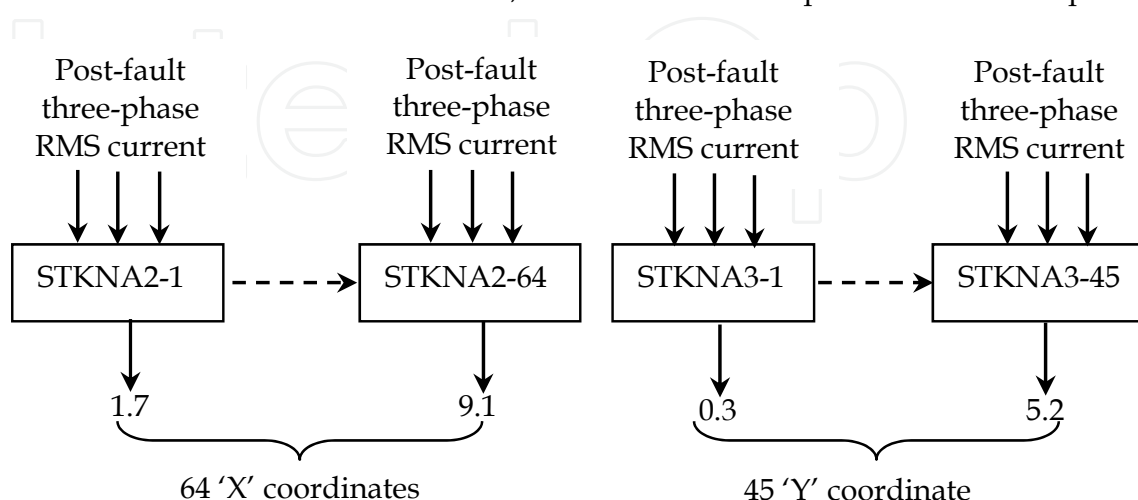 Post-fault
three-phase
RMS current
Post-fault
three-phase
RMS current
Post-fault
three-phase
RMS current
Post-fault
three-phase
RMS current
STKNA2-1
STKNA2-64
STKNA3-1
STKNA3-45
1.7
9.1
0.3
5.2
64 ‘X’ coordinates
45 ‘Y’ coordinate